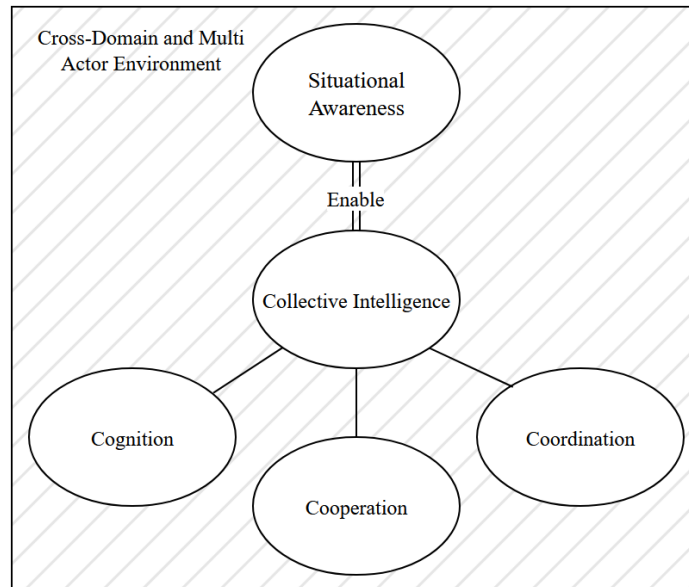 Cross-Domain and Multi
Actor Environment
Situational
Awareness
Enable
Collective Intelligence
Cognition
Coordination
Cooperation